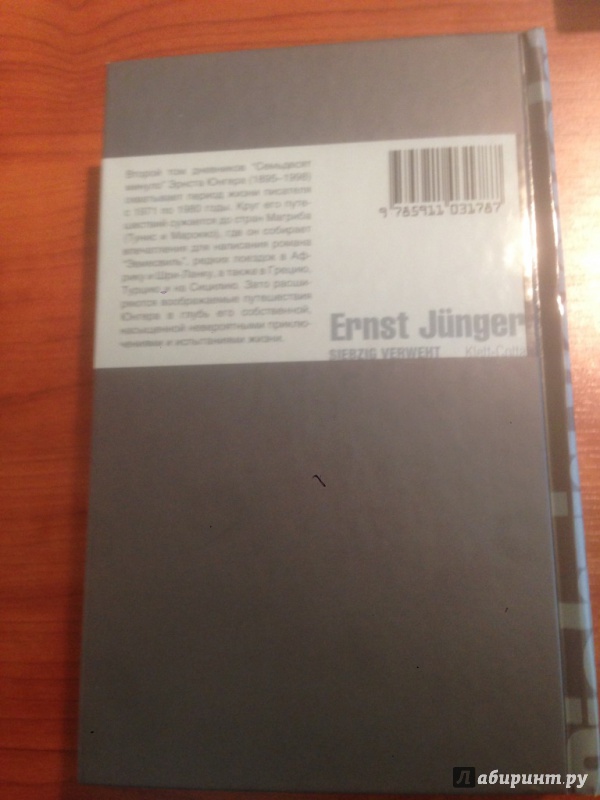 Второй том дневников "Семьдесят
минуло" Эрнста Юнгера (1895–1998)
охватывает период жизни писателя
с 1971 по 1980 годы. Круг его путе-
шествий сужается до стран Магриба
(Тунис и Марокко), где он собирает
впечатления для написания романа
"Эвмесвиль", редких поездок в Аф-
рику и Шри-Ланку, а также в Грецию,
Турцию и на Сицилию. Зато расши-
ряются воображаемые путешествия
Юнгера в глубь его собственной,
насыщенной невероятными приклю-
чениями и испытаниями жизни.
9 785911 031787
Ernst Jünger
SIEBZIG VERWEHT Klett-Cotta
Лабиринт.ру